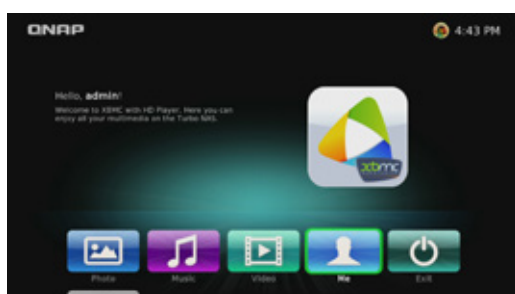 QNAP
4:43 PM
Hello, admin!
Welcome to XBMC with HD Player. Here you can
enjoy all your multimedia on the Turbo NAS.
xbmc
Photo
Music
Video
Me
Exit